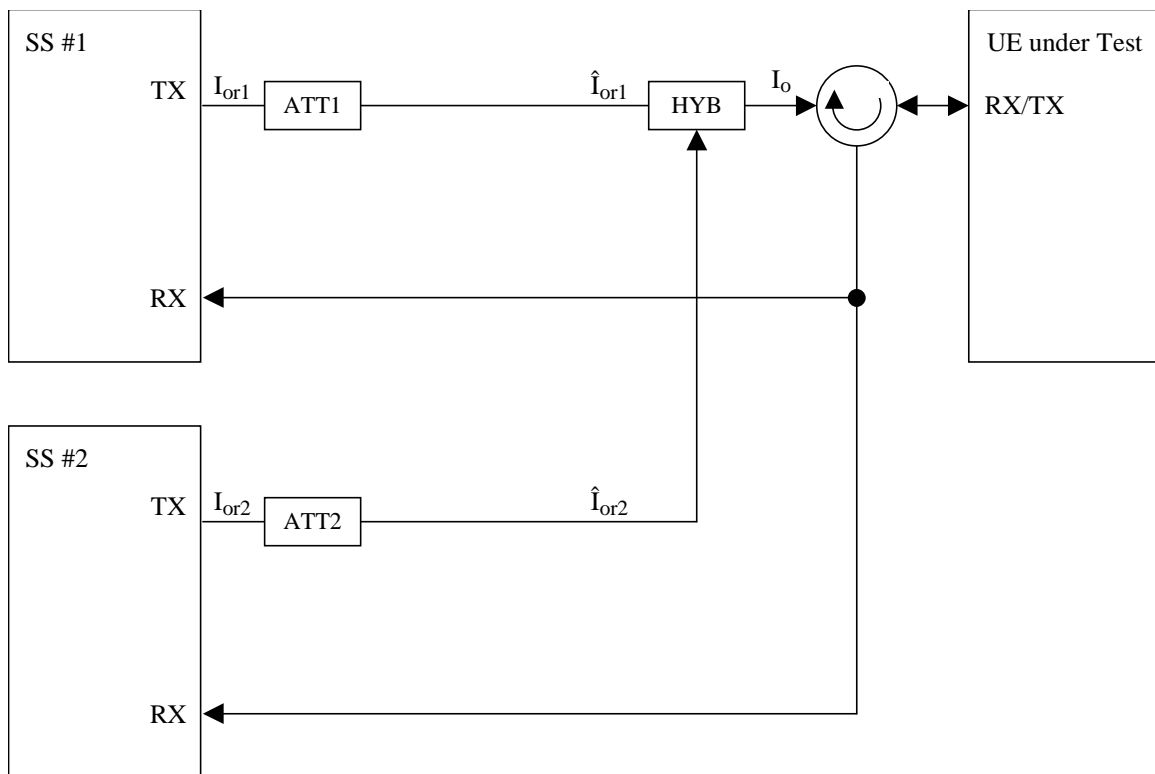 SS #1
UE under Test
TX
I_or1
ATT1
Î_or1
HYB
I_o
RX/TX
RX
SS #2
TX
I_or2
ATT2
Î_or2
RX